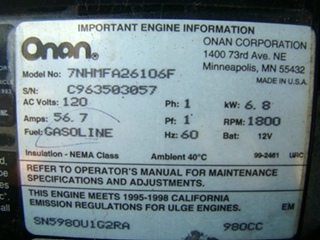 IMPORTANT ENGINE INFORMATION
Onan
ONAN CORPORATION
1400 73rd Ave. NE
Minneapolis, MN 55432
MADE IN U.S.A.
Model No: 7NHMFA26106F
S/N: C963503057
AC Volts: 120 Ph: 1 kW: 6.8
Amps: 56.7 Pf: 1 RPM: 1800
Fuel: GASOLINE Hz: 60 Bat: 12V
Insulation - NEMA Class Ambient 40°C 99-2461 URC
REFER TO OPERATOR'S MANUAL FOR MAINTENANCE
SPECIFICATIONS AND ADJUSTMENTS.
THIS ENGINE MEETS 1995-1998 CALIFORNIA
EMISSION REGULATIONS FOR ULGE ENGINES. EM
SN5980U1G2RA 980CC